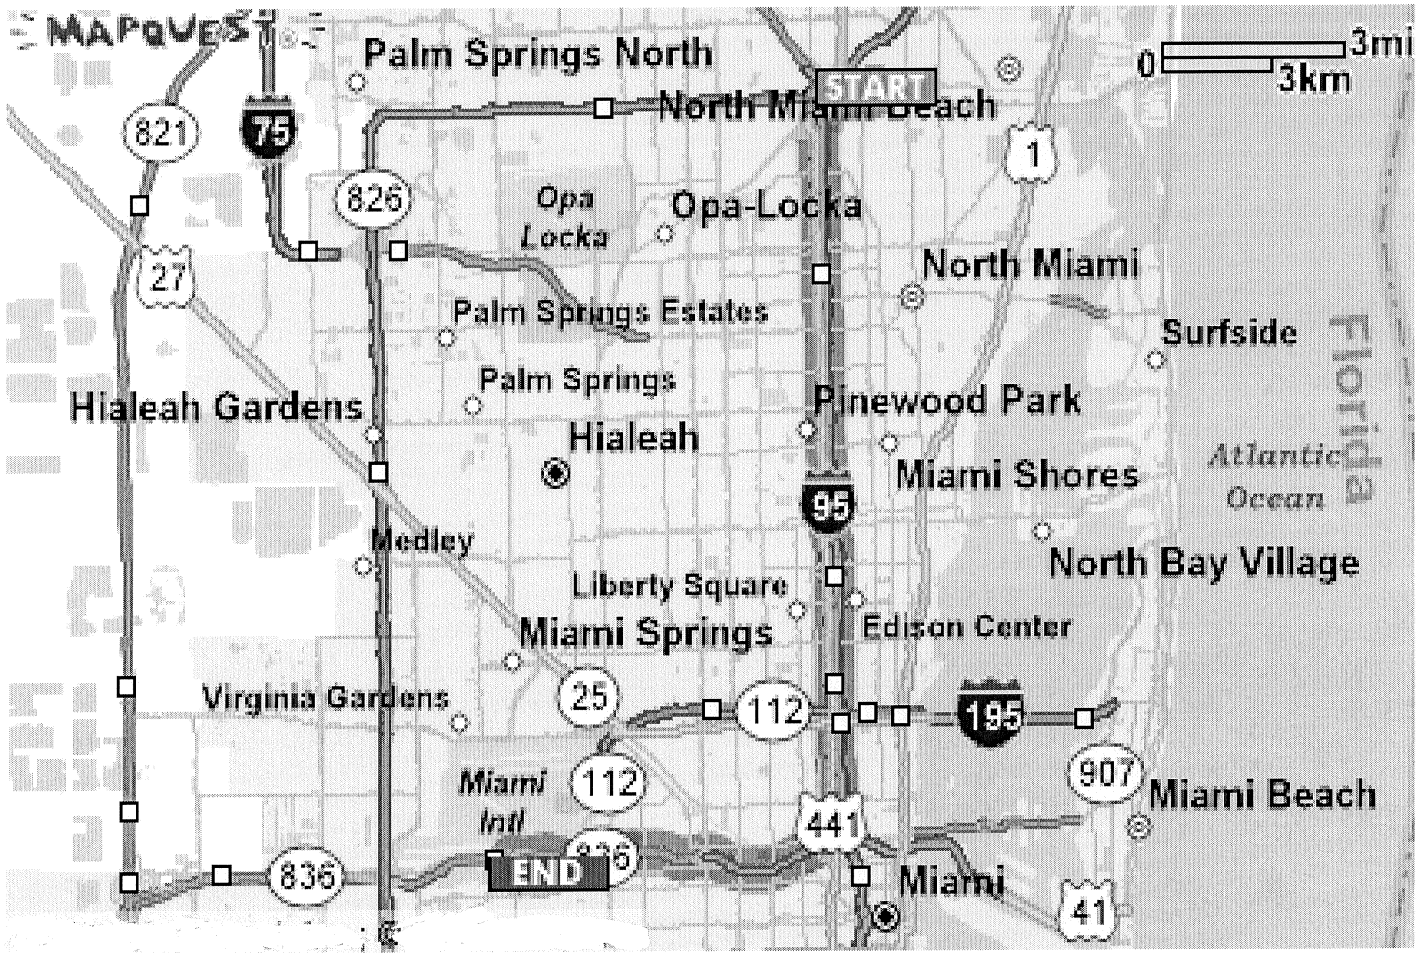 MAPQUEST
Palm Springs North
START
North Miami Beach
0 3mi
3km
821
75
1
826
Opa
Locka
Opa-Locka
27
North Miami
Palm Springs Estates
Surfside
Palm Springs
Hialeah Gardens
Pinewood Park
Hialeah
Florida
Atlantic
Ocean
Miami Shores
95
Medley
North Bay Village
Liberty Square
Edison Center
Miami Springs
Virginia Gardens
25
112
195
112
907
Miami
Intl
Miami Beach
441
836
END
836
Miami
41